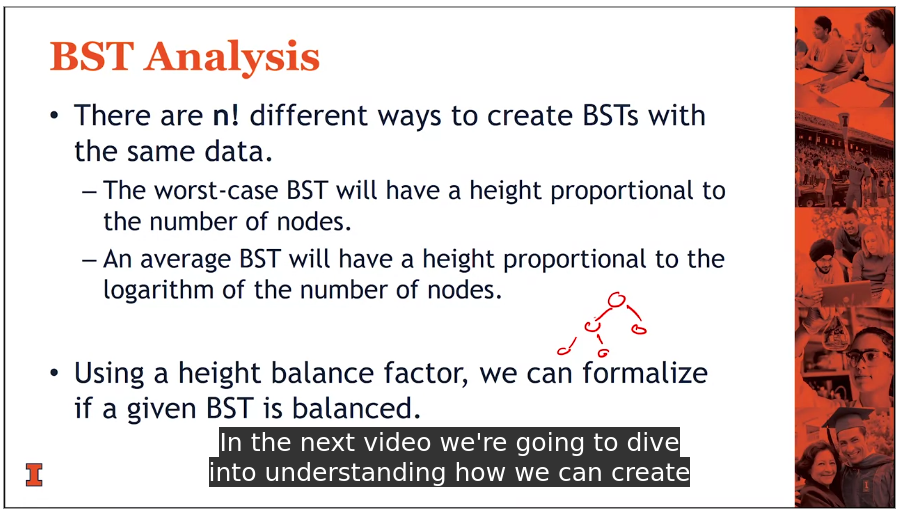 BST Analysis
• There are n! different ways to create BSTs with
the same data.
– The worst-case BST will have a height proportional to
the number of nodes.
– An average BST will have a height proportional to the
logarithm of the number of nodes.
• Using a height balance factor, we can formalize
if a given BST is balanced.
In the next video we're going to dive
into understanding how we can create
I